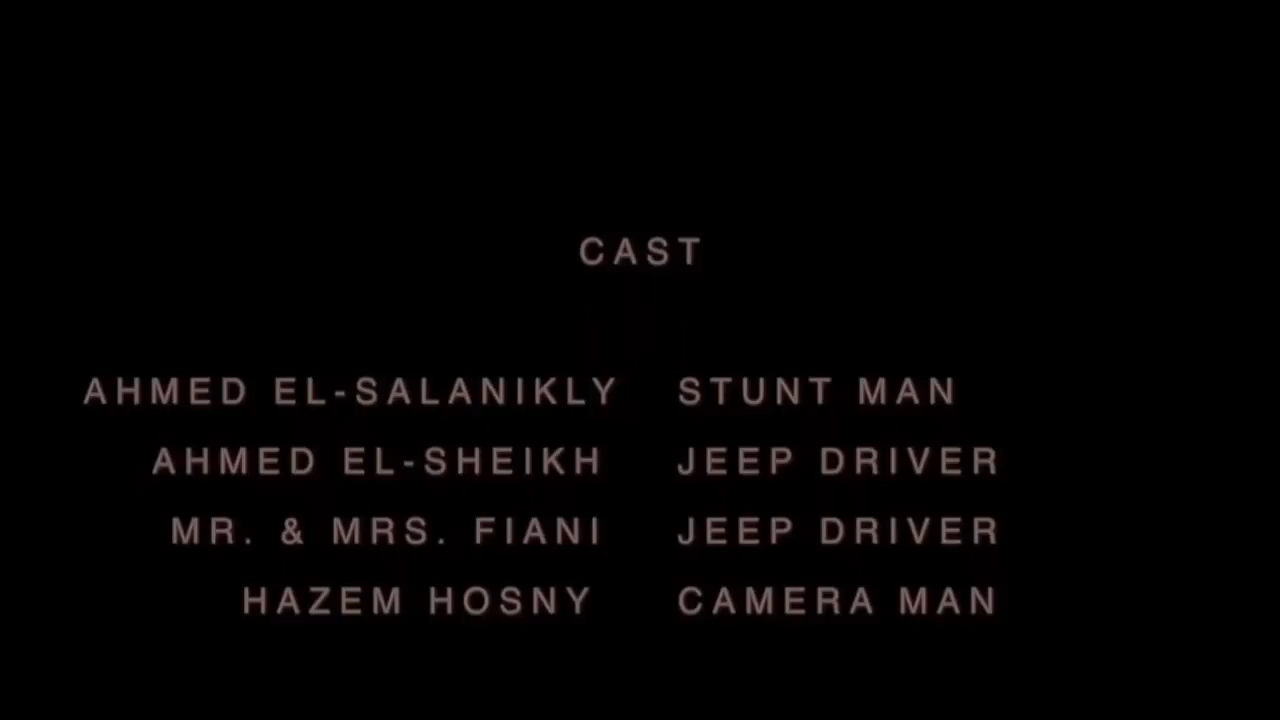 CAST
AHMED EL-SALANIKLY STUNT MAN
AHMED EL-SHEIKH JEEP DRIVER
MR. & MRS. FIANI JEEP DRIVER
HAZEM HOSNY CAMERA MAN